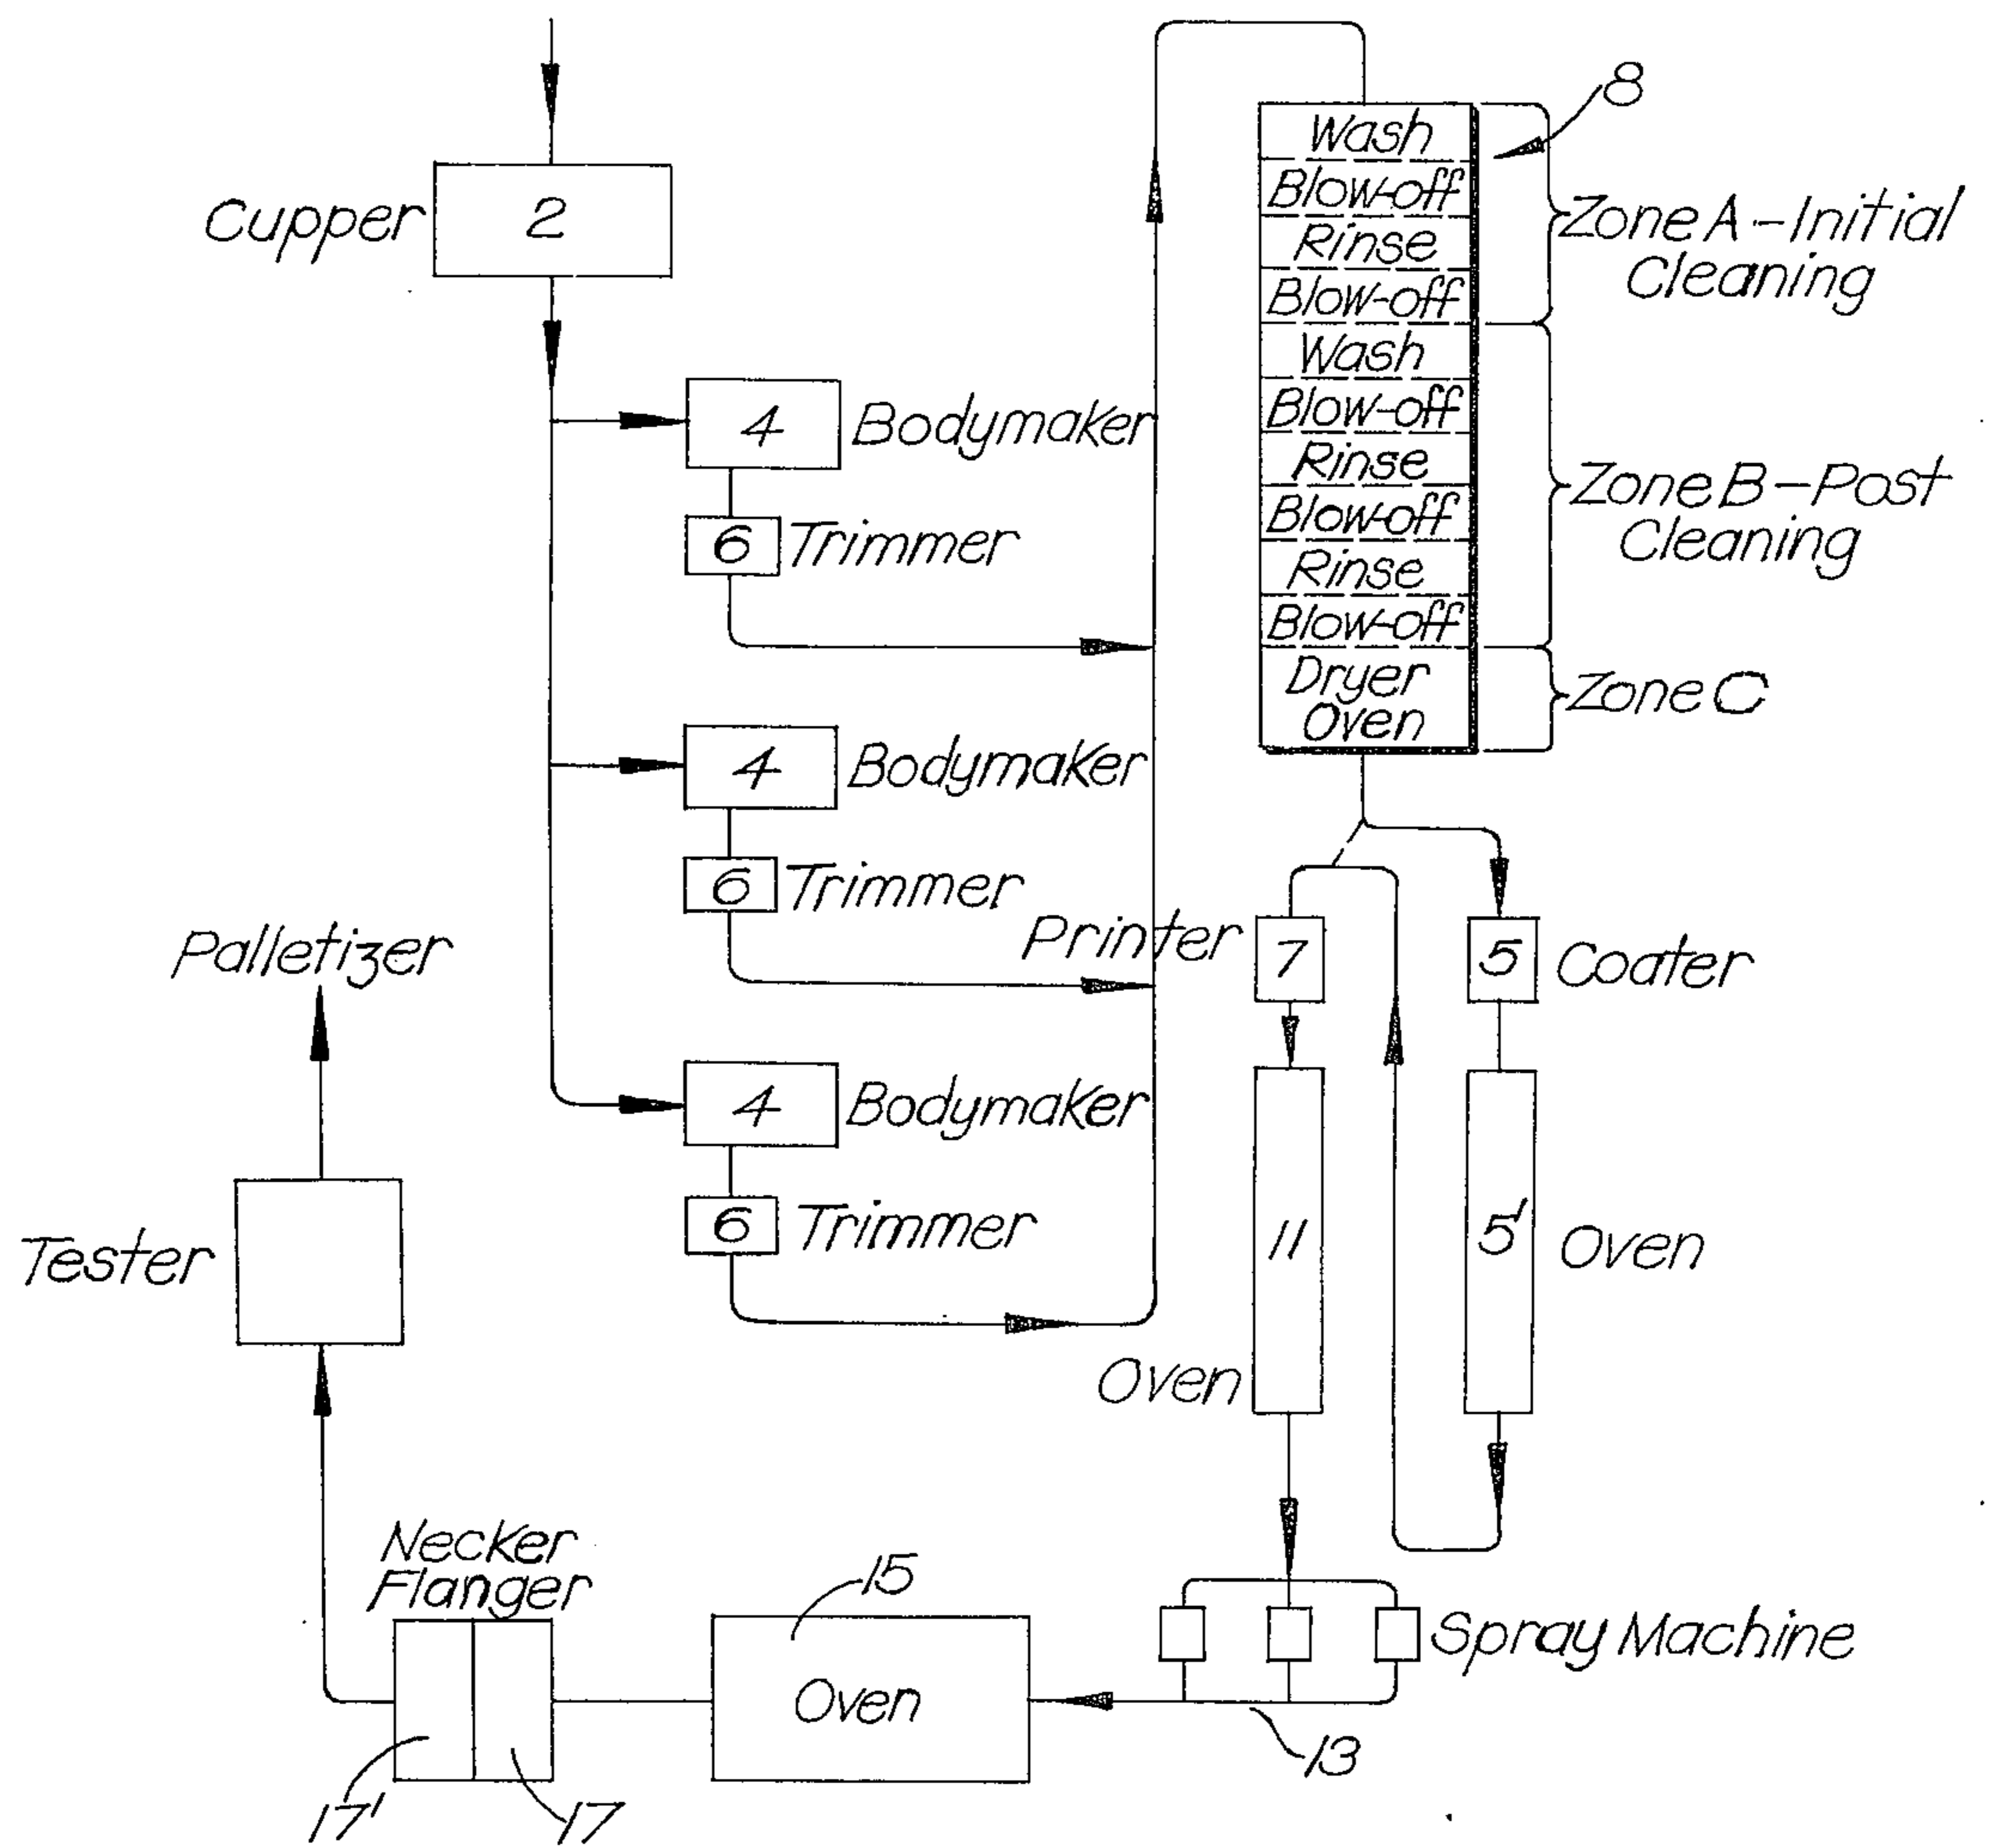 8
Wash
Blow-off
Rinse
Blow-off
Zone A-Initial
Cleaning
Cupper
2
Wash
Blow-off
Rinse
Blow-off
Rinse
Blow-off
Zone B-Post
Cleaning
4
Bodymaker
6
Trimmer
Dryer
Oven
Zone C
4
Bodymaker
6
Trimmer
Palletizer
Printer
7
5
Coater
4
Bodymaker
6
Trimmer
Tester
11
5'
Oven
Oven
Necker
Flanger
15
Oven
Spray Machine
13
17'
17